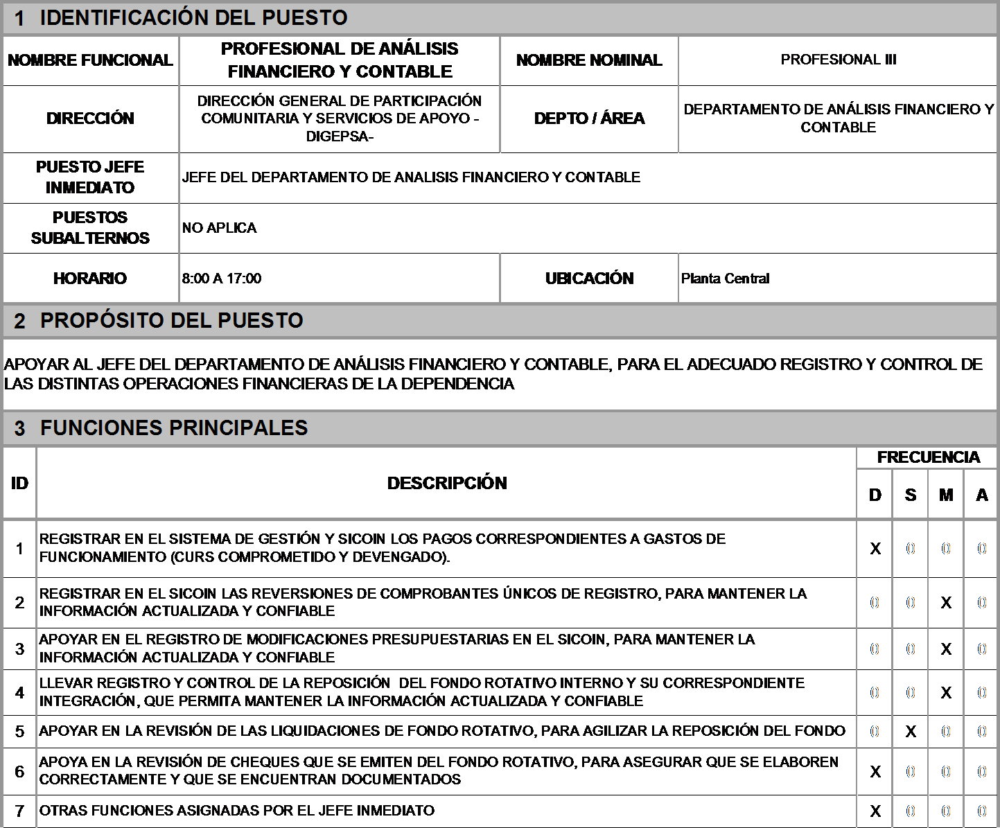 1 IDENTIFICACIÓN DEL PUESTO
NOMBRE FUNCIONAL
PROFESIONAL DE ANÁLISIS
FINANCIERO Y CONTABLE
NOMBRE NOMINAL
PROFESIONAL III
DIRECCIÓN
DIRECCIÓN GENERAL DE PARTICIPACIÓN
COMUNITARIA Y SERVICIOS DE APOYO -
DIGEPSA-
DEPTO / ÁREA
DEPARTAMENTO DE ANÁLISIS FINANCIERO Y
CONTABLE
PUESTO JEFE
INMEDIATO
JEFE DEL DEPARTAMENTO DE ANALISIS FINANCIERO Y CONTABLE
PUESTOS
SUBALTERNOS
NO APLICA
HORARIO
8:00 A 17:00
UBICACIÓN
Planta Central
2 PROPÓSITO DEL PUESTO
APOYAR AL JEFE DEL DEPARTAMENTO DE ANÁLISIS FINANCIERO Y CONTABLE, PARA EL ADECUADO REGISTRO Y CONTROL DE
LAS DISTINTAS OPERACIONES FINANCIERAS DE LA DEPENDENCIA
3 FUNCIONES PRINCIPALES
ID
DESCRIPCIÓN
FRECUENCIA
D S M A
1
REGISTRAR EN EL SISTEMA DE GESTIÓN Y SICOIN LOS PAGOS CORRESPONDIENTES A GASTOS DE
FUNCIONAMIENTO (CURS COMPROMETIDO Y DEVENGADO).
X 0 0 0
2
REGISTRAR EN EL SICOIN LAS REVERSIONES DE COMPROBANTES ÚNICOS DE REGISTRO, PARA MANTENER LA
INFORMACIÓN ACTUALIZADA Y CONFIABLE
0 0 X 0
3
APOYAR EN EL REGISTRO DE MODIFICACIONES PRESUPUESTARIAS EN EL SICOIN, PARA MANTENER LA
INFORMACIÓN ACTUALIZADA Y CONFIABLE
0 0 X 0
4
LLEVAR REGISTRO Y CONTROL DE LA REPOSICIÓN DEL FONDO ROTATIVO INTERNO Y SU CORRESPONDIENTE
INTEGRACIÓN, QUE PERMITA MANTENER LA INFORMACIÓN ACTUALIZADA Y CONFIABLE
0 0 X 0
5 APOYAR EN LA REVISIÓN DE LAS LIQUIDACIONES DE FONDO ROTATIVO, PARA AGILIZAR LA REPOSICIÓN DEL FONDO 0 X 0 0
6
APOYA EN LA REVISIÓN DE CHEQUES QUE SE EMITEN DEL FONDO ROTATIVO, PARA ASEGURAR QUE SE ELABOREN
CORRECTAMENTE Y QUE SE ENCUENTRAN DOCUMENTADOS
X 0 0 0
7 OTRAS FUNCIONES ASIGNADAS POR EL JEFE INMEDIATO X 0 0 0